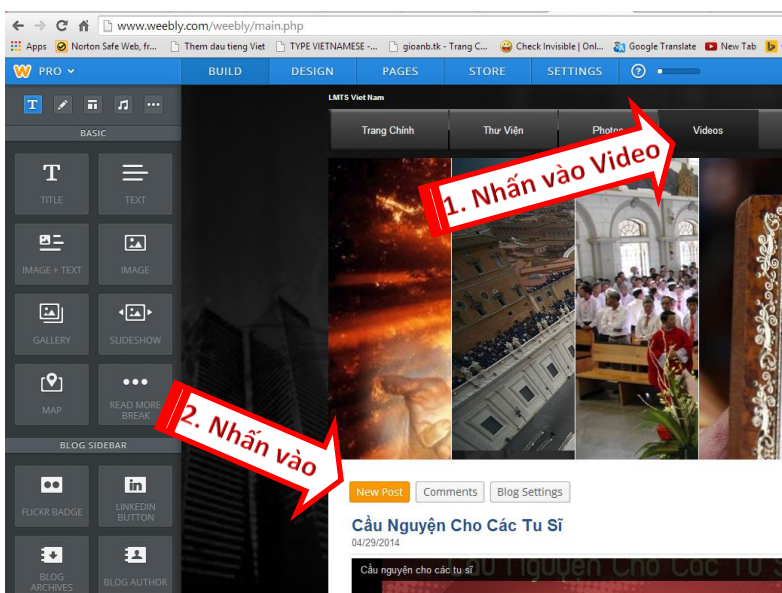 www.weebly.com/weebly/main.php
Apps Norton Safe Web, fr... Them dau tieng Viet TYPE VIETNAMESE -... gioanb.tk - Trang C... Check Invisible | Onl... Google Translate New Tab
PRO BUILD DESIGN PAGES STORE SETTINGS
LMTS Viet Nam
BASIC
Trang Chính Thư Viện Photos Videos
1. Nhấn vào Video
TITLE TEXT
IMAGE + TEXT IMAGE
GALLERY SLIDESHOW
MAP READ MORE
BREAK
2. Nhấn vào
BLOG SIDEBAR
New Post Comments Blog Settings
FLICKR BADGE LINKEDIN
BUTTON
Cầu Nguyện Cho Các Tu Sĩ
04/29/2014
Cầu nguyện cho các tu sĩ
BLOG
ARCHIVES BLOG AUTHOR